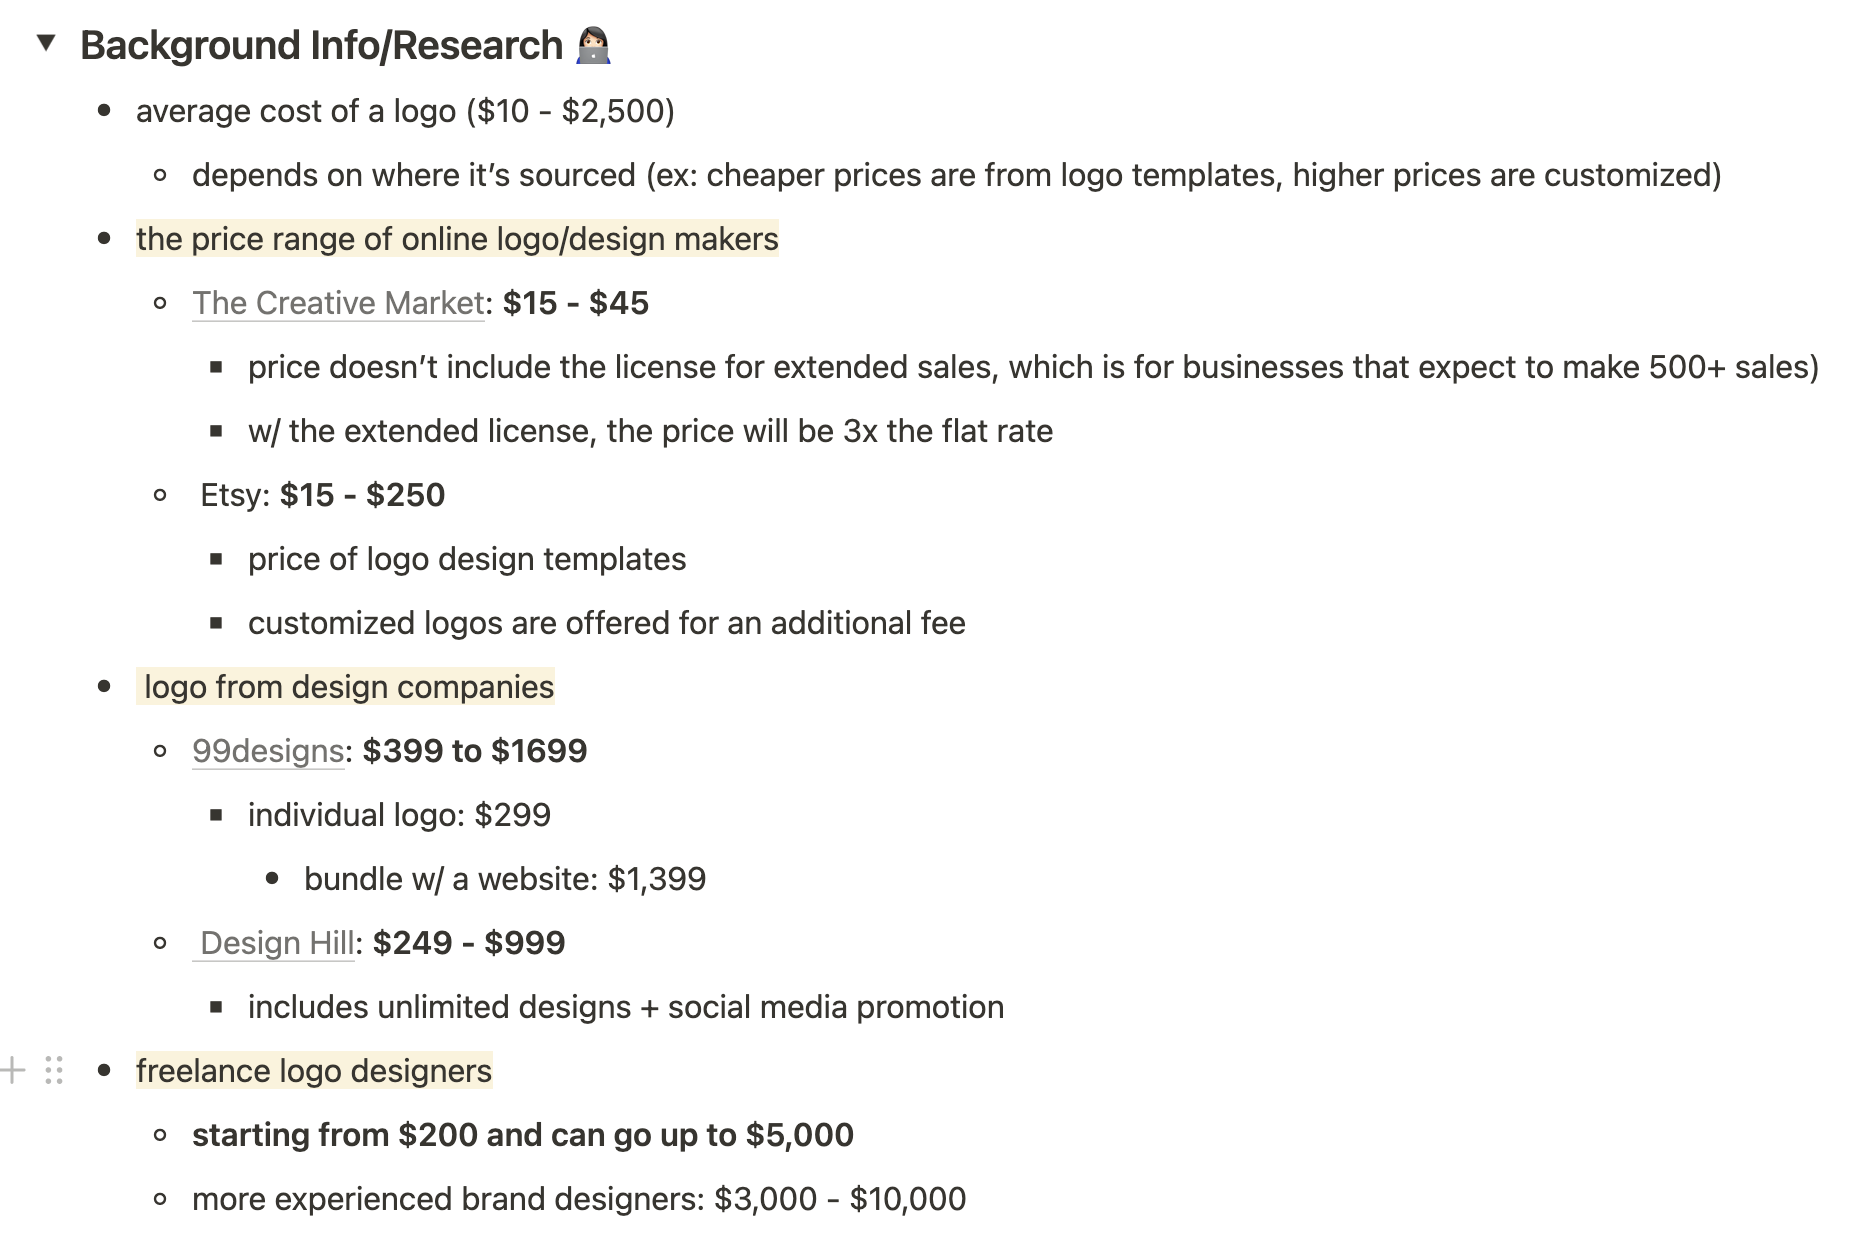 Background Info/Research 👩🏻‍💻
average cost of a logo ($10 - $2,500)
depends on where it’s sourced (ex: cheaper prices are from logo templates, higher prices are customized)
the price range of online logo/design makers
The Creative Market: $15 - $45
price doesn’t include the license for extended sales, which is for businesses that expect to make 500+ sales)
w/ the extended license, the price will be 3x the flat rate
Etsy: $15 - $250
price of logo design templates
customized logos are offered for an additional fee
logo from design companies
99designs: $399 to $1699
individual logo: $299
bundle w/ a website: $1,399
Design Hill: $249 - $999
includes unlimited designs + social media promotion
freelance logo designers
starting from $200 and can go up to $5,000
more experienced brand designers: $3,000 - $10,000